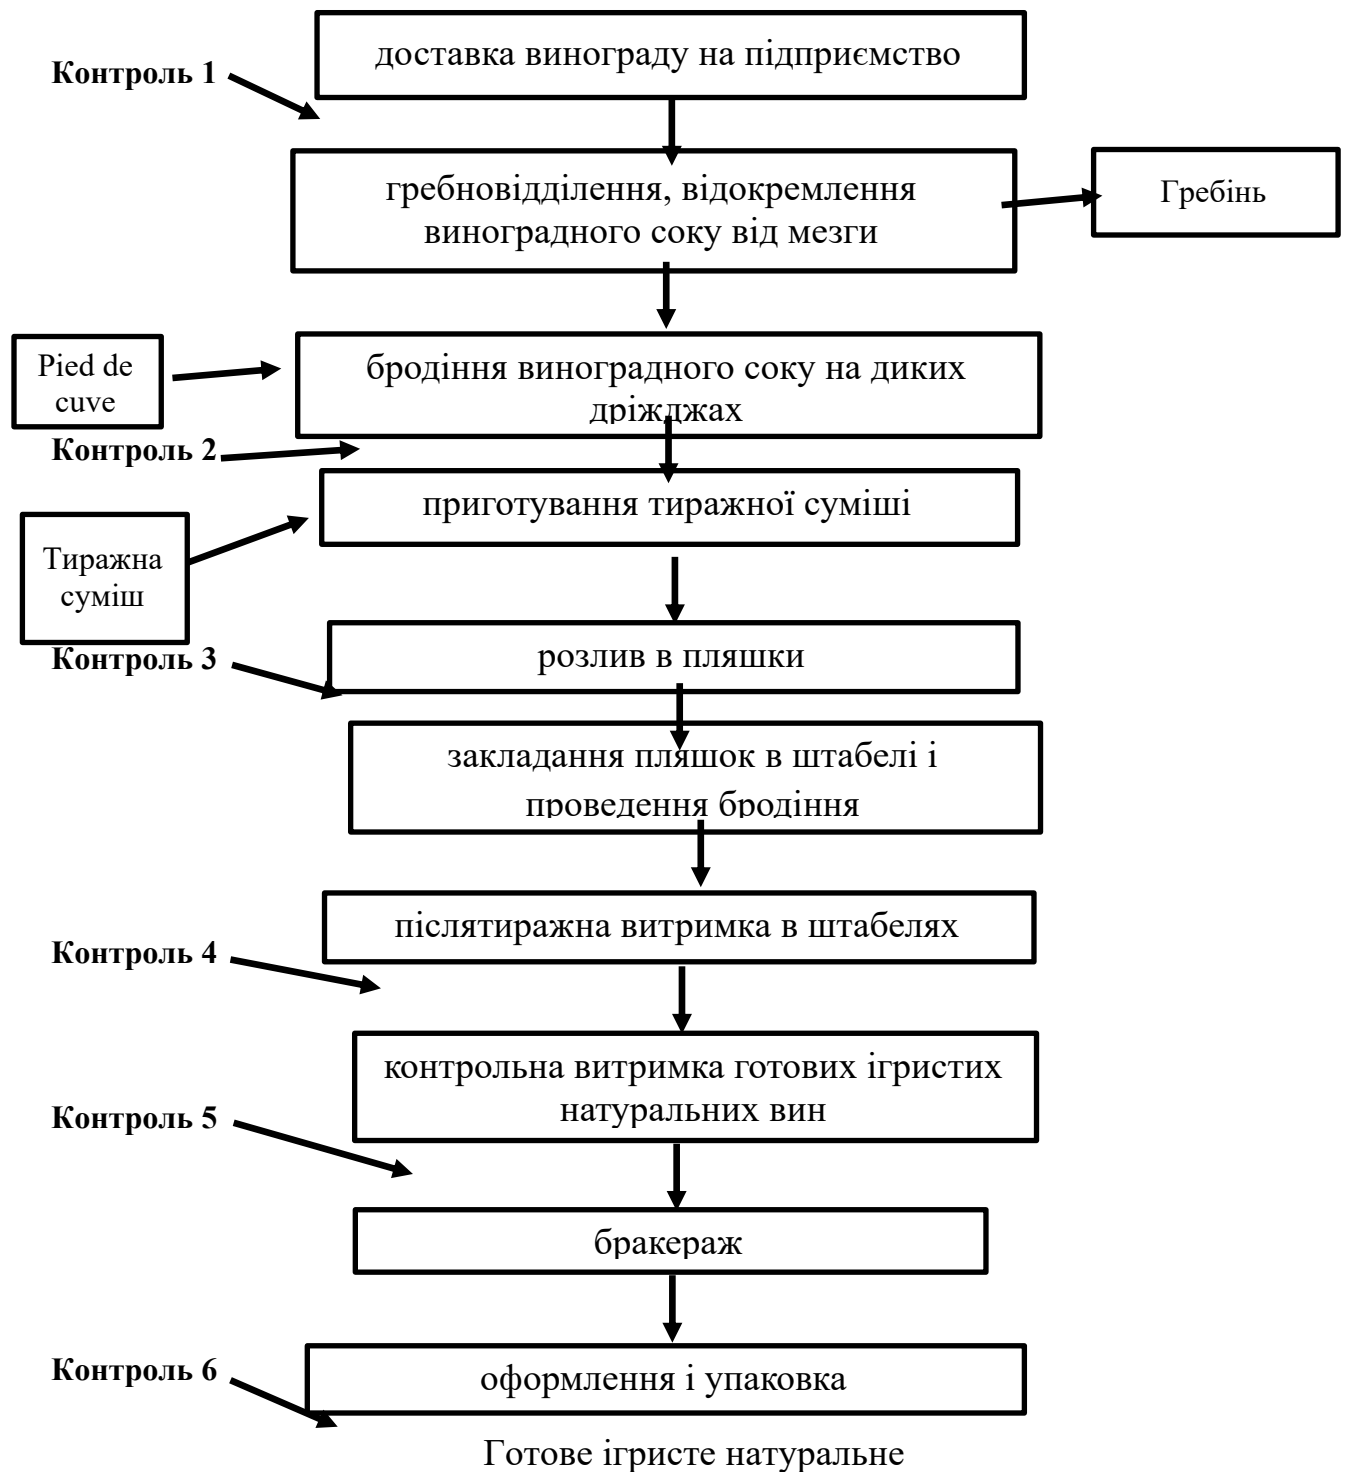 доставка винограду на підприємство
Контроль 1
гребновідділення, відокремлення
виноградного соку від мезги
Гребінь
Pied de
cuve
бродіння виноградного соку на диких
дріжджах
Контроль 2
приготування тиражної суміші
Тиражна
суміш
Контроль 3
розлив в пляшки
закладання пляшок в штабелі і
проведення бродіння
післятиражна витримка в штабелях
Контроль 4
контрольна витримка готових ігристих
натуральних вин
Контроль 5
бракераж
Контроль 6
оформлення і упаковка
Готове ігристе натуральне